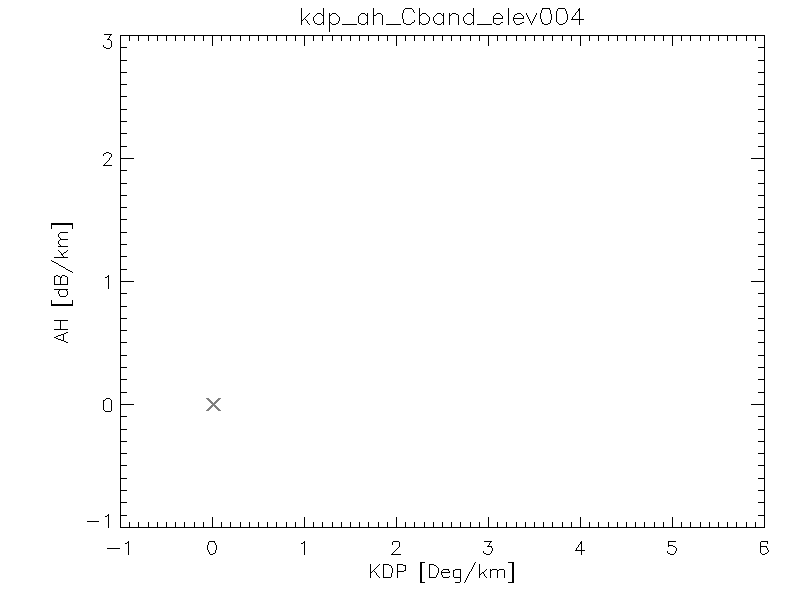 kdp_ah_Cband_elev004
3
2
1
0
−1
AH [dB/km]
−1 0 1 2 3 4 5 6
KDP [Deg/km]